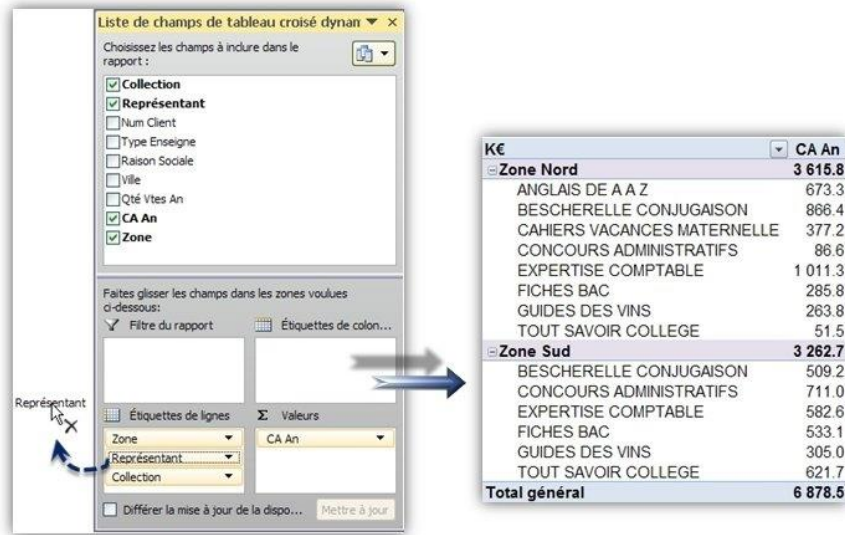 Liste de champs de tableau croisé dynan
Choisissez les champs à inclure dans le
rapport :
Collection
Représentant
Num Client
Type Enseigne
Raison Sociale
Ville
Qté Vtes An
CA An
Zone
Faites glisser les champs dans les zones voulues
ci-dessous:
Filtre du rapport
Étiquettes de colon...
Étiquettes de lignes
Σ Valeurs
Zone
Représentant
Collection
CA An
Différer la mise à jour de la dispo...
Mettre à jour
Représentant
K€ CA An
Zone Nord 3 615.8
ANGLAIS DE A A Z 673.3
BESCHERELLE CONJUGAISON 866.4
CAHIERS VACANCES MATERNELLE 377.2
CONCOURS ADMINISTRATIFS 86.6
EXPERTISE COMPTABLE 1 011.3
FICHES BAC 285.8
GUIDES DES VINS 263.8
TOUT SAVOIR COLLEGE 51.5
Zone Sud 3 262.7
BESCHERELLE CONJUGAISON 509.2
CONCOURS ADMINISTRATIFS 711.0
EXPERTISE COMPTABLE 582.6
FICHES BAC 533.1
GUIDES DES VINS 305.0
TOUT SAVOIR COLLEGE 621.7
Total général 6 878.5